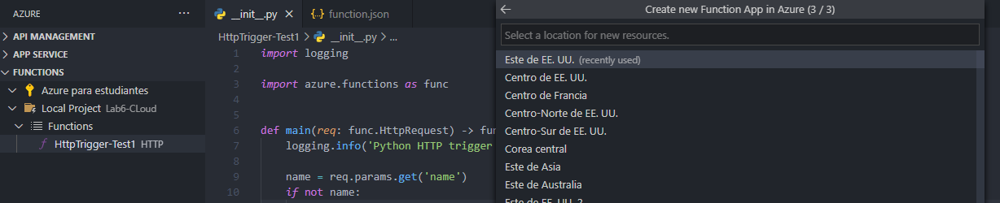 AZURE
API MANAGEMENT
APP SERVICE
FUNCTIONS
Azure para estudiantes
Local Project Lab6-CLoud
Functions
HttpTrigger-Test1 HTTP
__init__.py
function.json
HttpTrigger-Test1 > __init__.py > ...
1 import logging
2
3 import azure.functions as func
4
5
6 def main(req: func.HttpRequest) -> fun
7 logging.info('Python HTTP trigger
8
9 name = req.params.get('name')
10 if not name:
Create new Function App in Azure (3 / 3)
Select a location for new resources.
Este de EE. UU. (recently used)
Centro de EE. UU.
Centro de Francia
Centro-Norte de EE. UU.
Centro-Sur de EE. UU.
Corea central
Este de Asia
Este de Australia
Este de EE. UU. 2